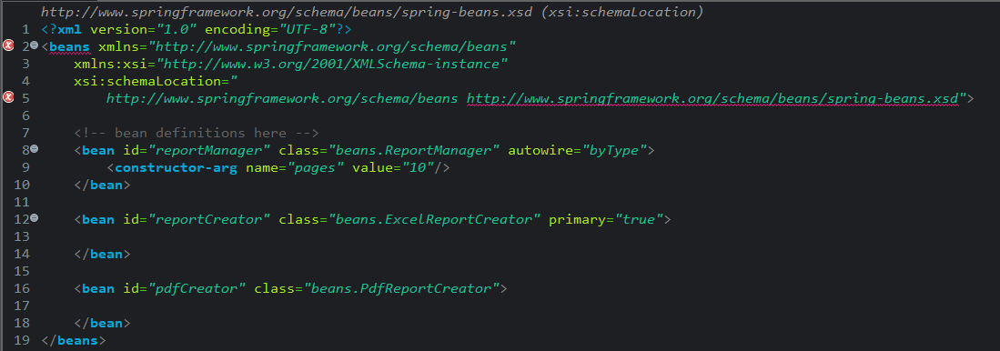 http://www.springframework.org/schema/beans/spring-beans.xsd (xsi:schemaLocation)
1 <?xml version="1.0" encoding="UTF-8"?>
2 <beans xmlns="http://www.springframework.org/schema/beans"
3     xmlns:xsi="http://www.w3.org/2001/XMLSchema-instance"
4     xsi:schemaLocation="
5         http://www.springframework.org/schema/beans http://www.springframework.org/schema/beans/spring-beans.xsd">
6
7     <!-- bean definitions here -->
8     <bean id="reportManager" class="beans.ReportManager" autowire="byType">
9         <constructor-arg name="pages" value="10"/>
10     </bean>
11
12     <bean id="reportCreator" class="beans.ExcelReportCreator" primary="true">
13
14     </bean>
15
16     <bean id="pdfCreator" class="beans.PdfReportCreator">
17
18     </bean>
19 </beans>